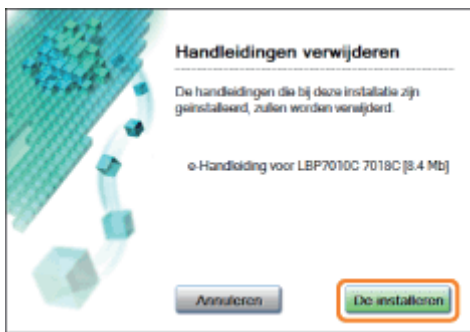 Handleidingen verwijderen
De handleidingen die bij deze installatie zijn
geïnstalleerd, zullen worden verwijderd.
e-Handleiding voor LBP7010C 7018C [8.4 Mb]
Annuleren
De installeren